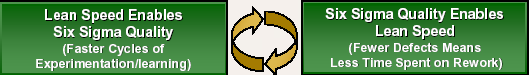 Lean Speed Enables
Six Sigma Quality
(Faster Cycles of
Experimentation/learning)
Six Sigma Quality Enables
Lean Speed
(Fewer Defects Means
Less Time Spent on Rework)